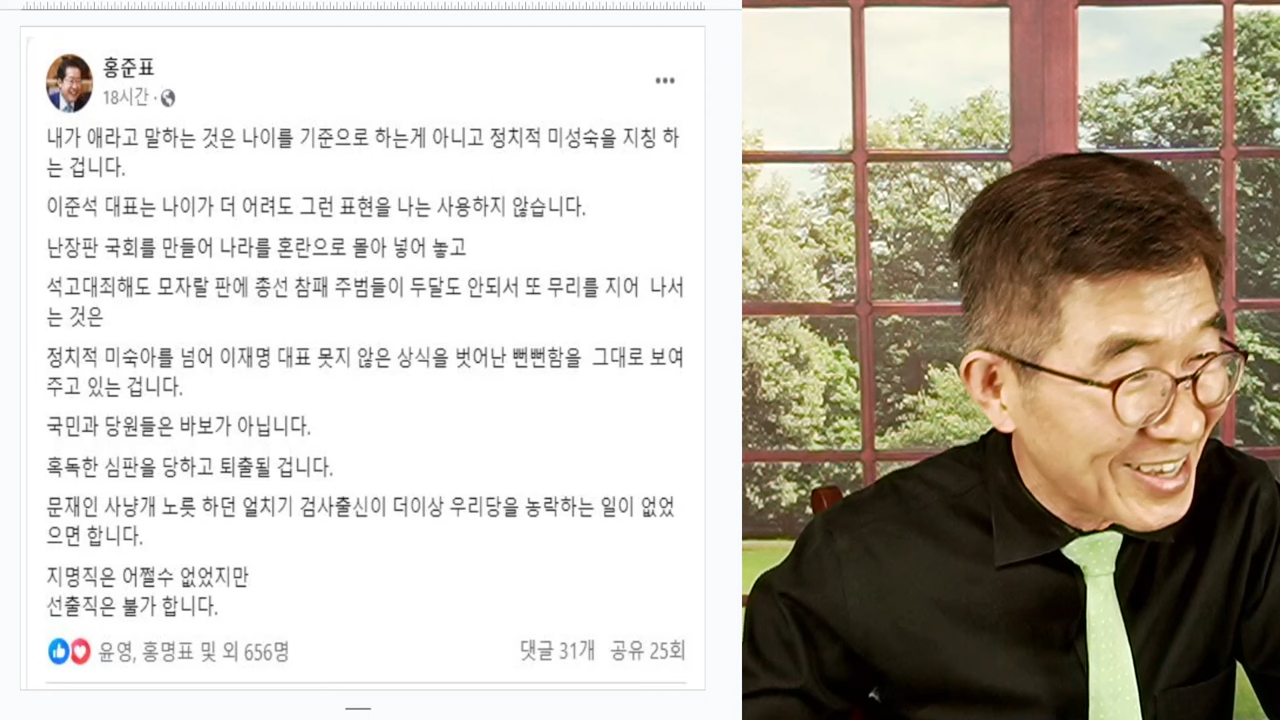 홍준표
18시간 ·
내가 애라고 말하는 것은 나이를 기준으로 하는게 아니고 정치적 미성숙을 지칭 하
는 겁니다.
이준석 대표는 나이가 더 어려도 그런 표현을 나는 사용하지 않습니다.
난장판 국회를 만들어 나라를 혼란으로 몰아 넣어 놓고
석고대죄해도 모자랄 판에 총선 참패 주범들이 두달도 안되서 또 무리를 지어 나서
는 것은
정치적 미숙아를 넘어 이재명 대표 못지 않은 상식을 벗어난 뻔뻔함을 그대로 보여
주고 있는 겁니다.
국민과 당원들은 바보가 아닙니다.
혹독한 심판을 당하고 퇴출될 겁니다.
문재인 사냥개 노릇 하던 얼치기 검사출신이 더이상 우리당을 농락하는 일이 없었
으면 합니다.
지명직은 어쩔수 없었지만
선출직은 불가 합니다.
윤영, 홍명표 및 외 656명 댓글 31개 공유 25회